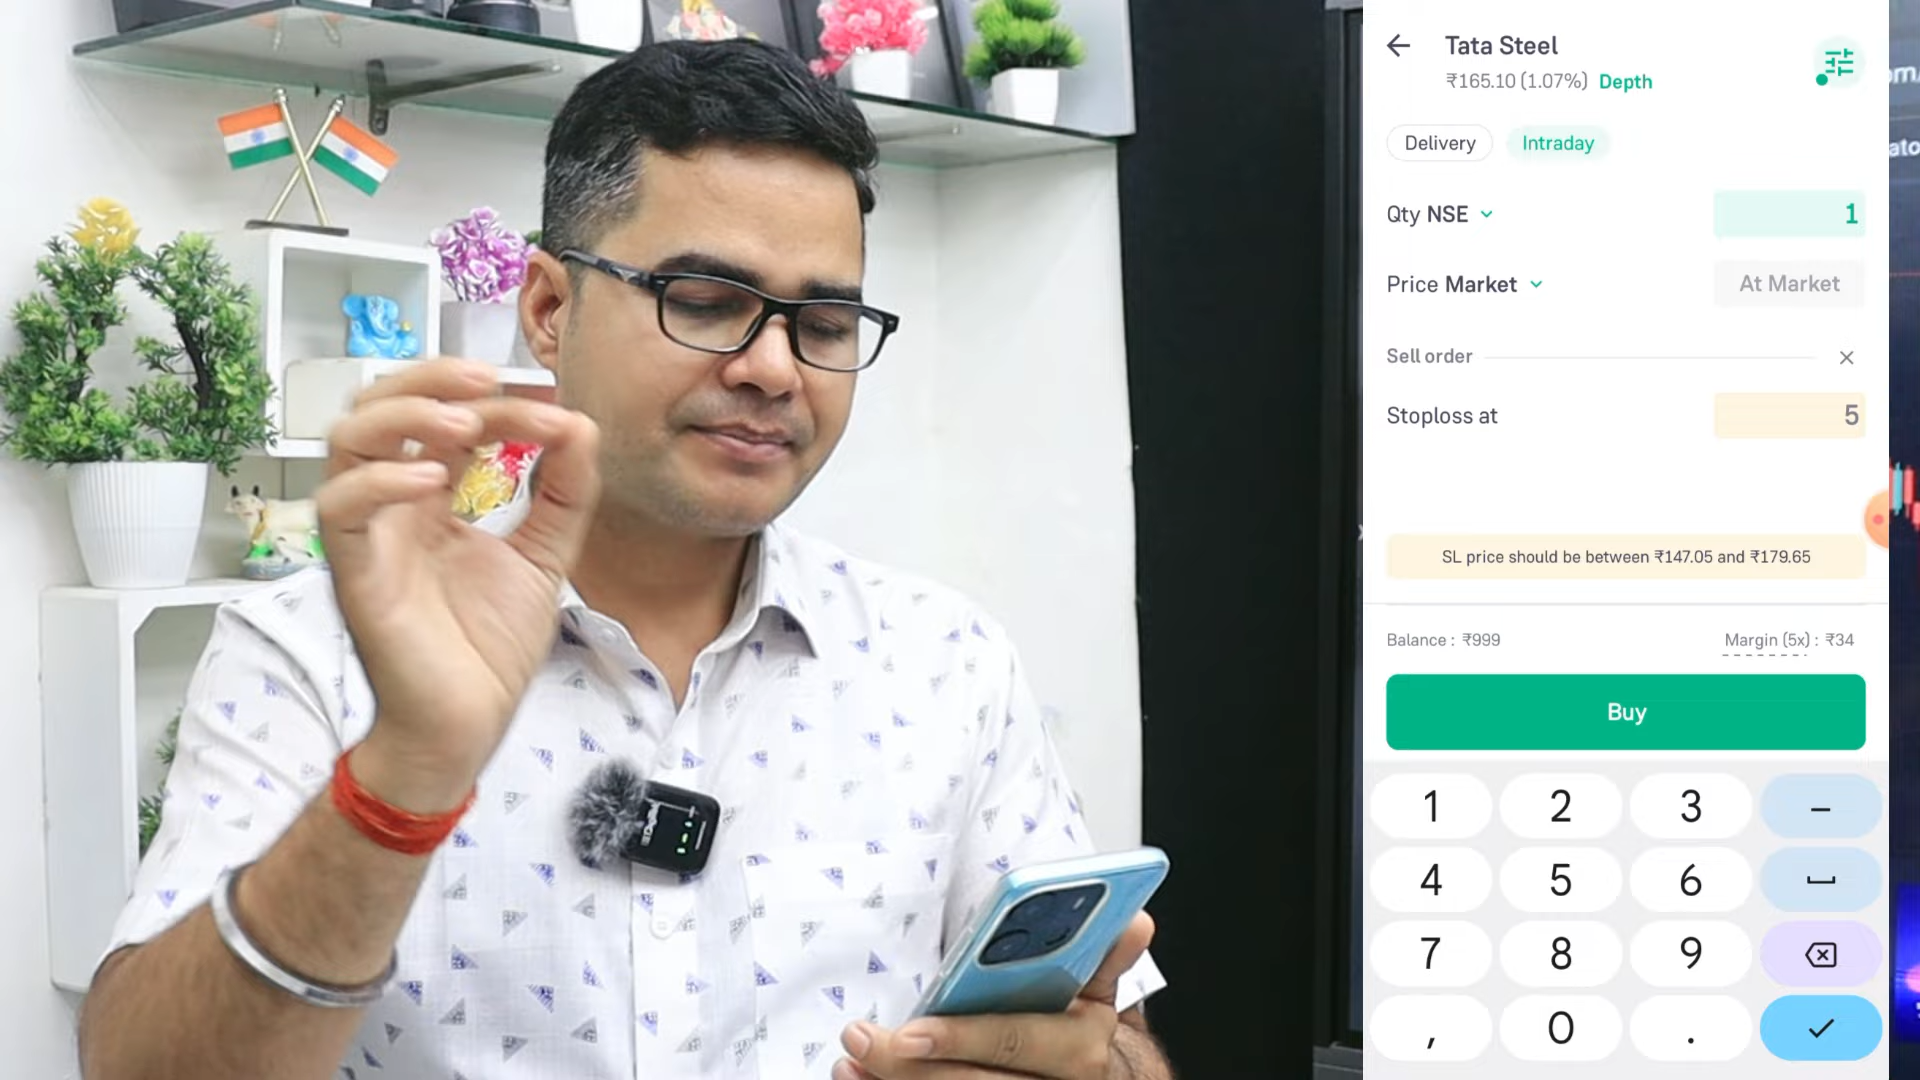 Tata Steel
₹165.10 (1.07%) Depth
Delivery
Intraday
Qty NSE
1
Price Market
At Market
Sell order
Stoploss at
5
SL price should be between ₹147.05 and ₹179.65
Balance : ₹999
Margin (5x) : ₹34
Buy
1 2 3 –
4 5 6
7 8 9
, 0 .